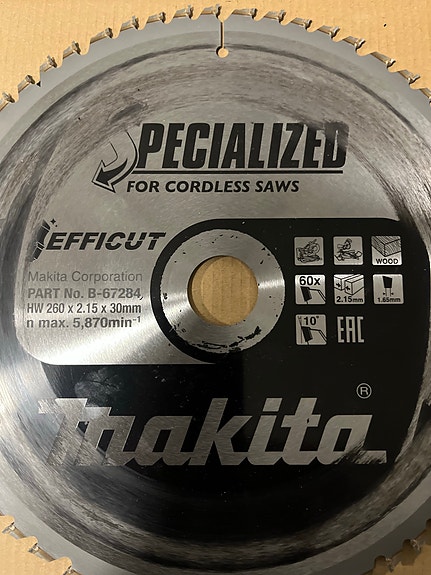 SPECIALIZED
FOR CORDLESS SAWS
EFFICUT
Makita Corporation
PART No. B-67284
HW 260 x 2.15 x 30mm
n max. 5,870min⁻¹
WOOD
60x
2.15mm
1.65mm
10°
EAC
makita®